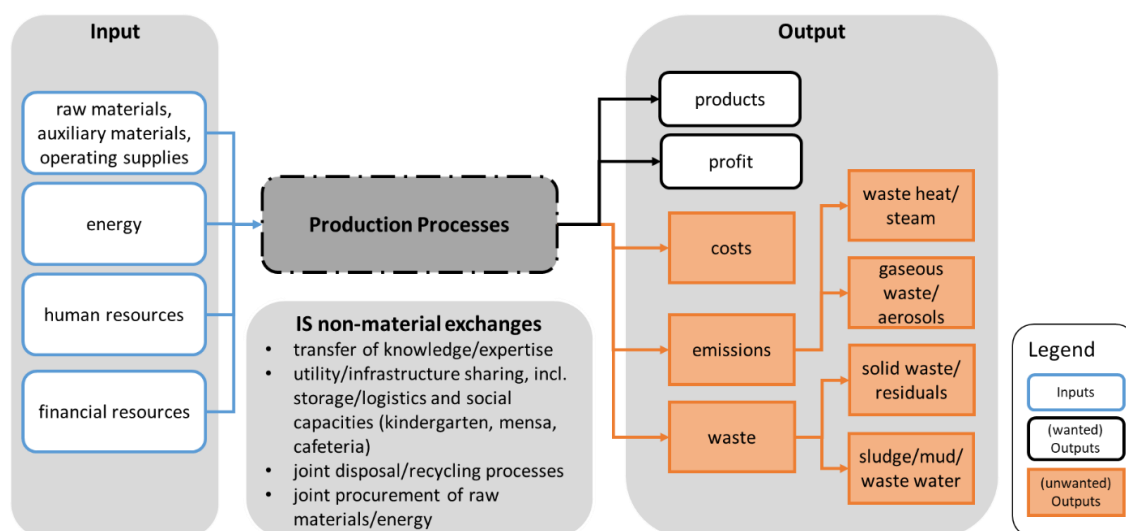 Input
raw materials,
auxiliary materials,
operating supplies
energy
human resources
financial resources
Production Processes
IS non-material exchanges
• transfer of knowledge/expertise
• utility/infrastructure sharing, incl.
storage/logistics and social
capacities (kindergarten, mensa,
cafeteria)
• joint disposal/recycling processes
• joint procurement of raw
materials/energy
Output
products
profit
costs
emissions
waste
waste heat/
steam
gaseous
waste/
aerosols
solid waste/
residuals
sludge/mud/
waste water
Legend
Inputs
(wanted)
Outputs
(unwanted)
Outputs